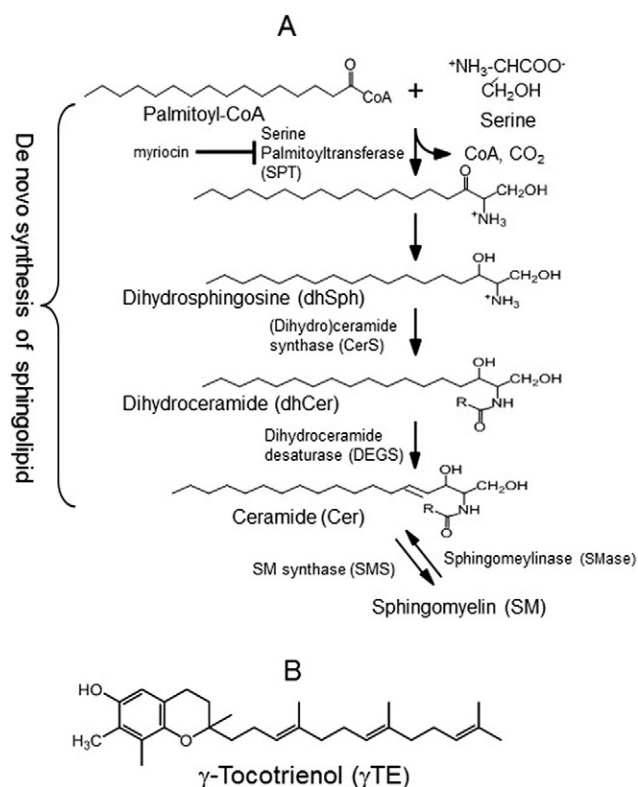 A
O
CoA
Palmitoyl-CoA
+
⁺NH₃-CHCOO⁻
CH₂OH
Serine
De novo synthesis of sphingolipid
myriocin
Serine
Palmitoyltransferase
(SPT)
CoA, CO₂
O
CH₂OH
⁺NH₃
OH
CH₂OH
⁺NH₃
Dihydrosphingosine (dhSph)
(Dihydro)ceramide
synthase (CerS)
OH
CH₂OH
R
NH
O
Dihydroceramide (dhCer)
Dihydroceramide
desaturase (DEGS)
OH
CH₂OH
R
NH
O
Ceramide (Cer)
SM synthase (SMS)
Sphingomeylinase (SMase)
Sphingomyelin (SM)
B
HO
H₃C
O
γ-Tocotrienol (γTE)